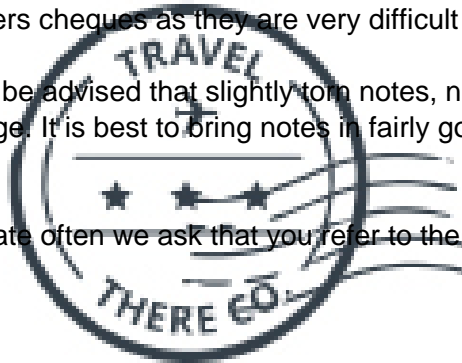 ers cheques as they are very difficult
TRAVEL
be advised that slightly torn notes, n
ge. It is best to bring notes in fairly go
ate often we ask that you refer to the
THERE CO.